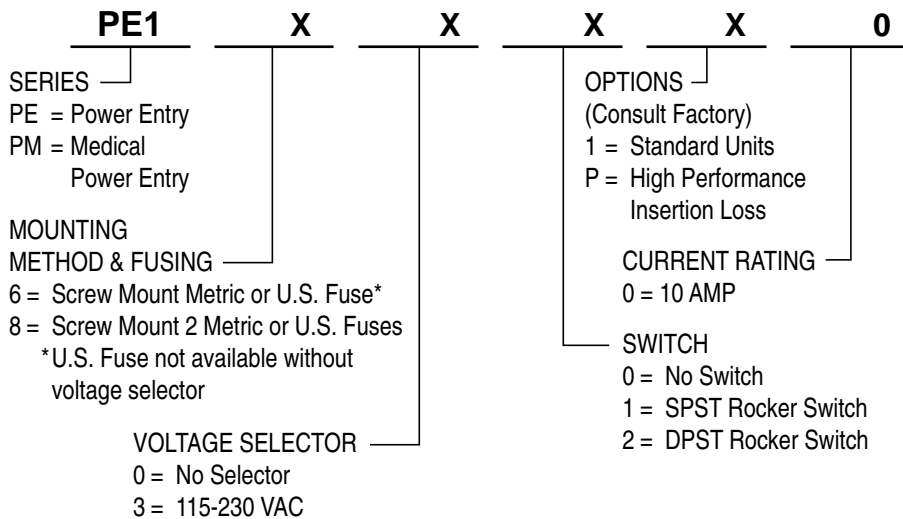 PE1 X X X X 0
SERIES
PE = Power Entry
PM = Medical
Power Entry
MOUNTING
METHOD & FUSING
6 = Screw Mount Metric or U.S. Fuse*
8 = Screw Mount 2 Metric or U.S. Fuses
*U.S. Fuse not available without
voltage selector
VOLTAGE SELECTOR
0 = No Selector
3 = 115-230 VAC
OPTIONS
(Consult Factory)
1 = Standard Units
P = High Performance
Insertion Loss
CURRENT RATING
0 = 10 AMP
SWITCH
0 = No Switch
1 = SPST Rocker Switch
2 = DPST Rocker Switch